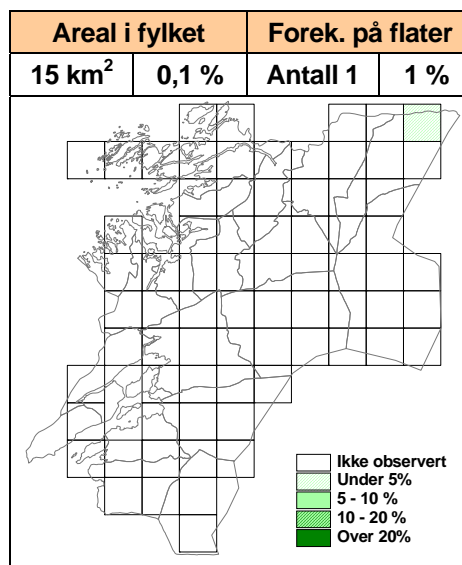 Areal i fylket Forek. på flater
15 km² 0,1 % Antall 1 1 %
Ikke observert
Under 5%
5 - 10 %
10 - 20 %
Over 20%